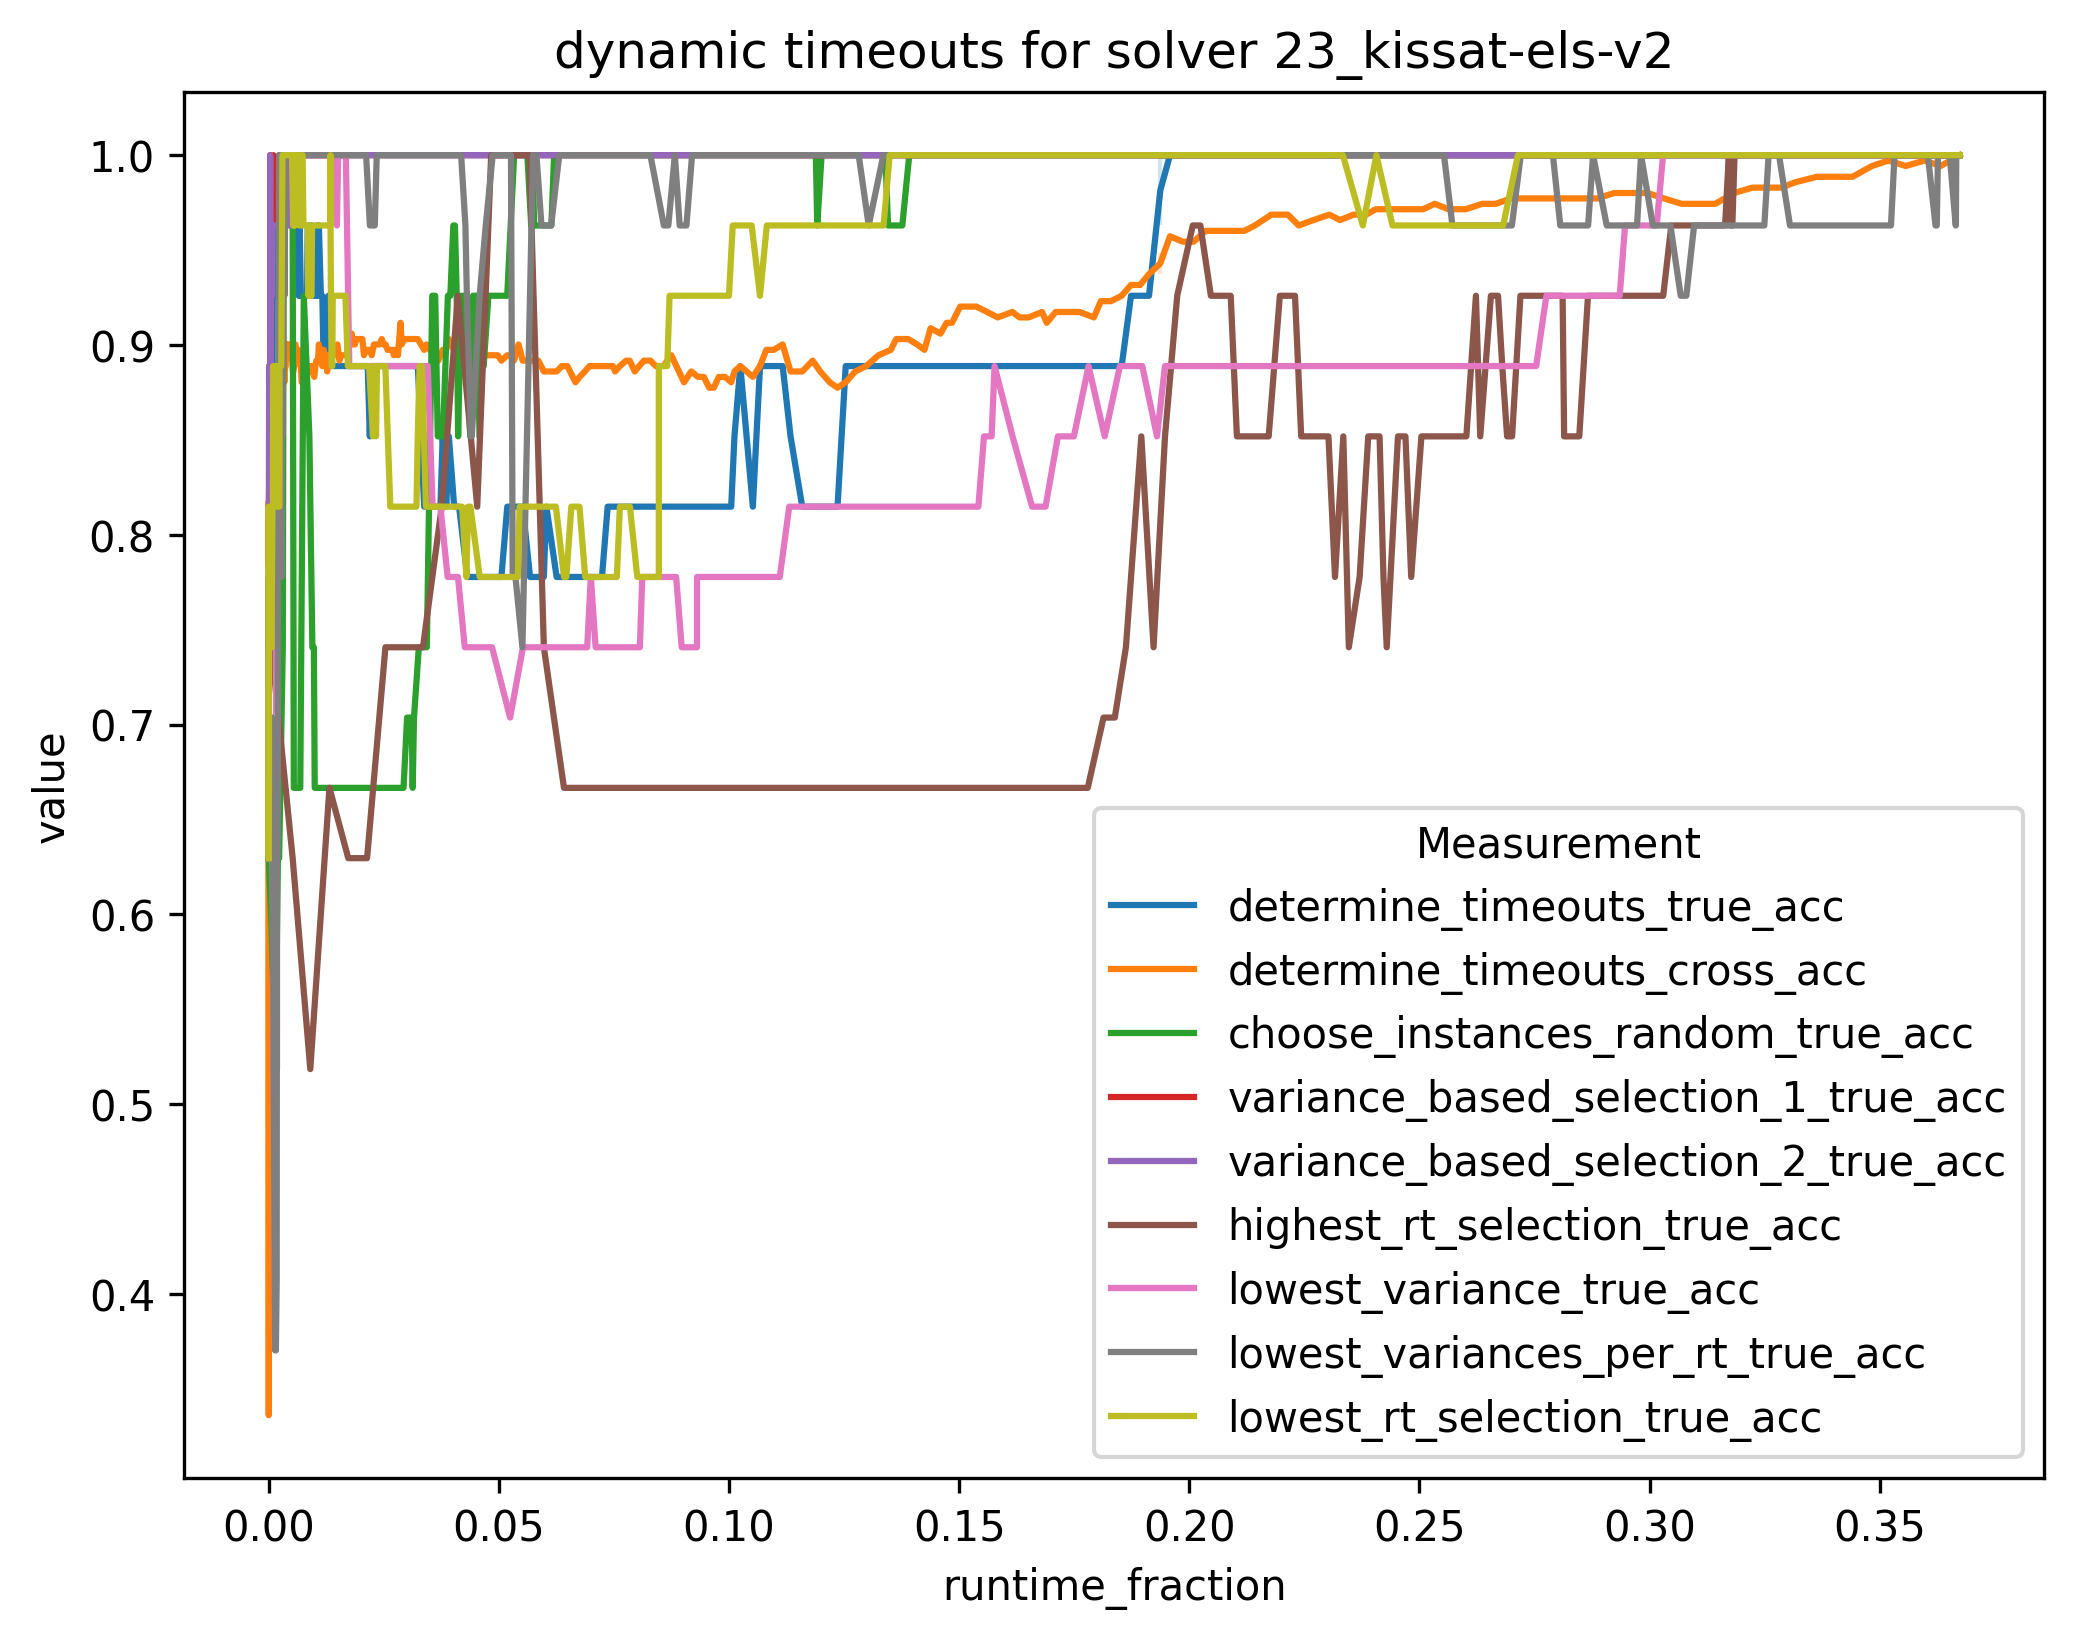 dynamic timeouts for solver 23_kissat-els-v2
1.0
0.9
0.8
0.7
0.6
0.5
0.4
value
Measurement
determine_timeouts_true_acc
determine_timeouts_cross_acc
choose_instances_random_true_acc
variance_based_selection_1_true_acc
variance_based_selection_2_true_acc
highest_rt_selection_true_acc
lowest_variance_true_acc
lowest_variances_per_rt_true_acc
lowest_rt_selection_true_acc
0.00 0.05 0.10 0.15 0.20 0.25 0.30 0.35
runtime_fraction